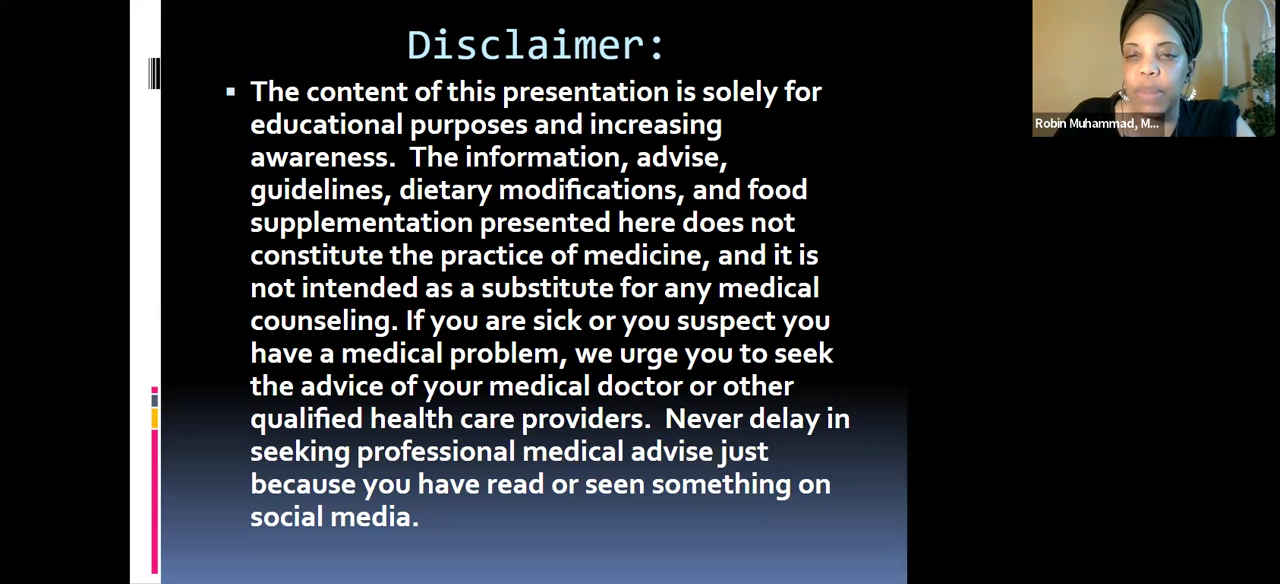 Disclaimer:
The content of this presentation is solely for
educational purposes and increasing
awareness. The information, advise,
guidelines, dietary modifications, and food
supplementation presented here does not
constitute the practice of medicine, and it is
not intended as a substitute for any medical
counseling. If you are sick or you suspect you
have a medical problem, we urge you to seek
the advice of your medical doctor or other
qualified health care providers. Never delay in
seeking professional medical advise just
because you have read or seen something on
social media.
Robin Muhammad, M...